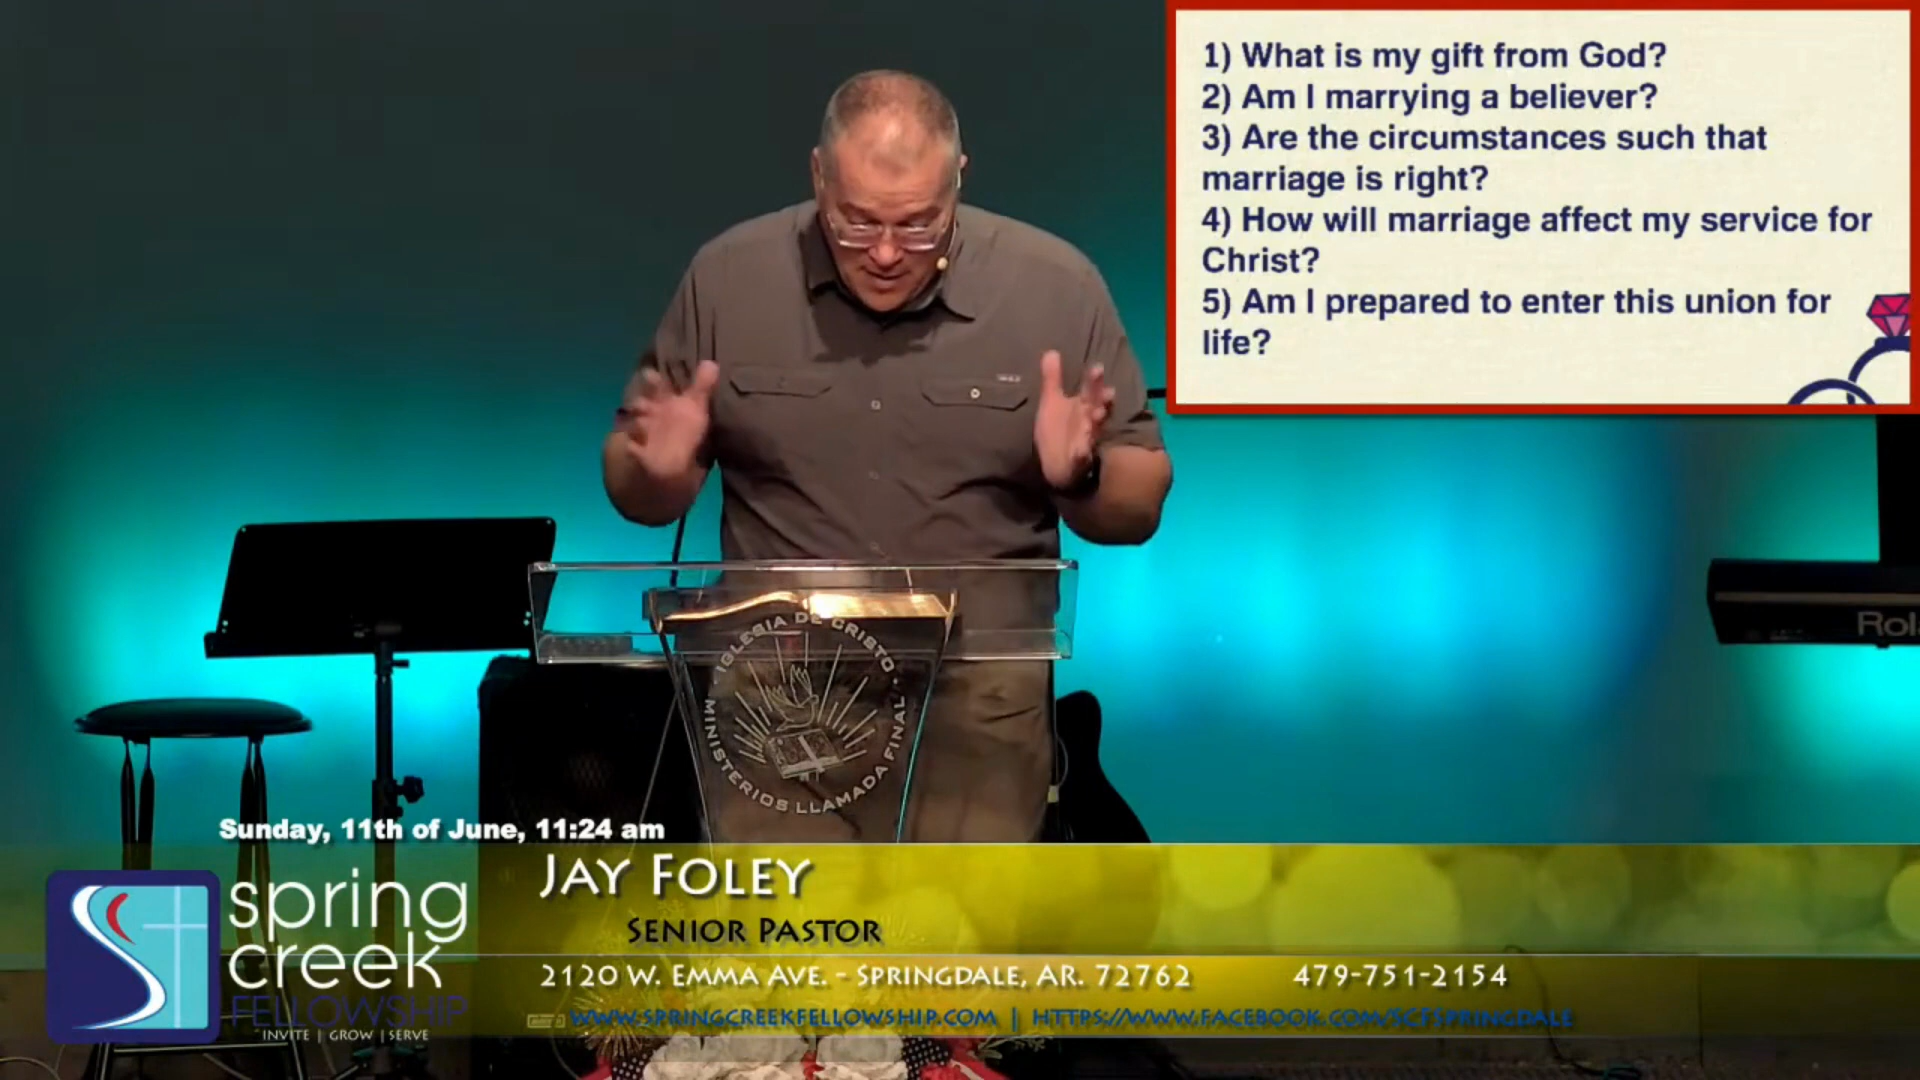 1) What is my gift from God?
2) Am I marrying a believer?
3) Are the circumstances such that
marriage is right?
4) How will marriage affect my service for
Christ?
5) Am I prepared to enter this union for
life?
Rol
IGLESIA DE CRISTO
MINISTERIOS LLAMADA FINAL
Sunday, 11th of June, 11:24 am
spring
creek
FELLOWSHIP
INVITE | GROW | SERVE
JAY FOLEY
SENIOR PASTOR
2120 W. EMMA AVE. - SPRINGDALE, AR. 72762
479-751-2154
WWW.SPRINGCREEKFELLOWSHIP.COM | HTTPS://WWW.FACEBOOK.COM/SCFSPRINGDALE